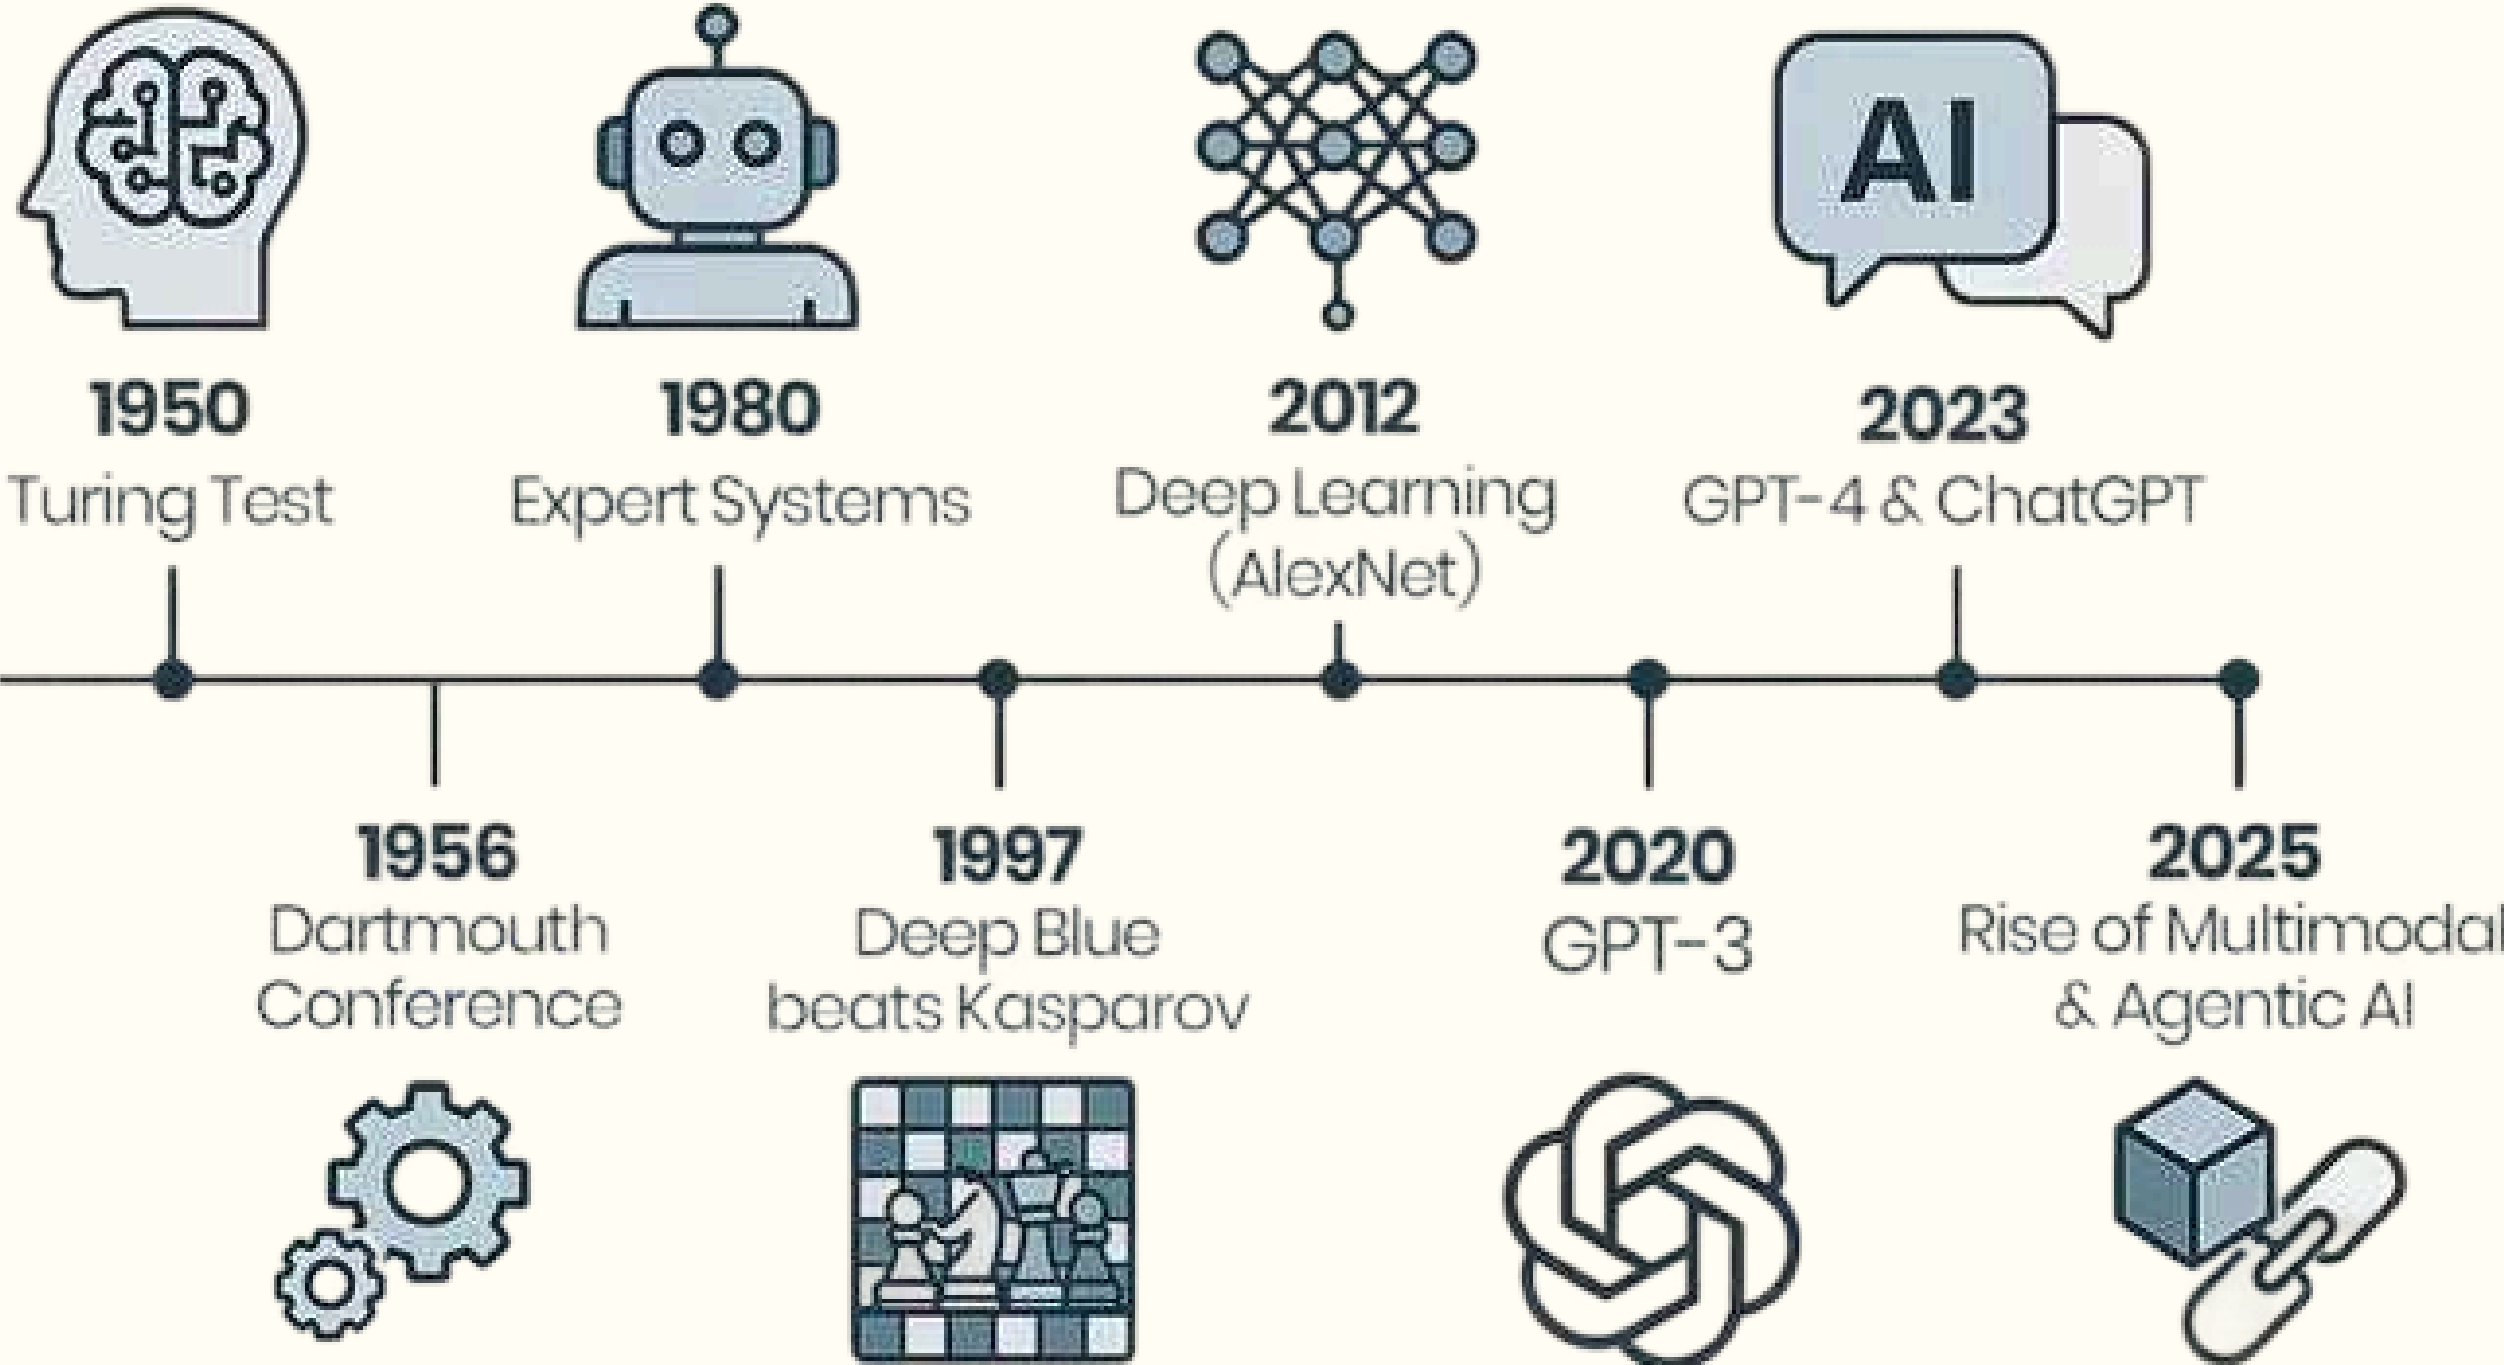 AI
1950
Turing Test
1980
Expert Systems
2012
Deep Learning
(AlexNet)
2023
GPT-4 & ChatGPT
1956
Dartmouth
Conference
1997
Deep Blue
beats Kasparov
2020
GPT-3
2025
Rise of Multimodal
& Agentic AI